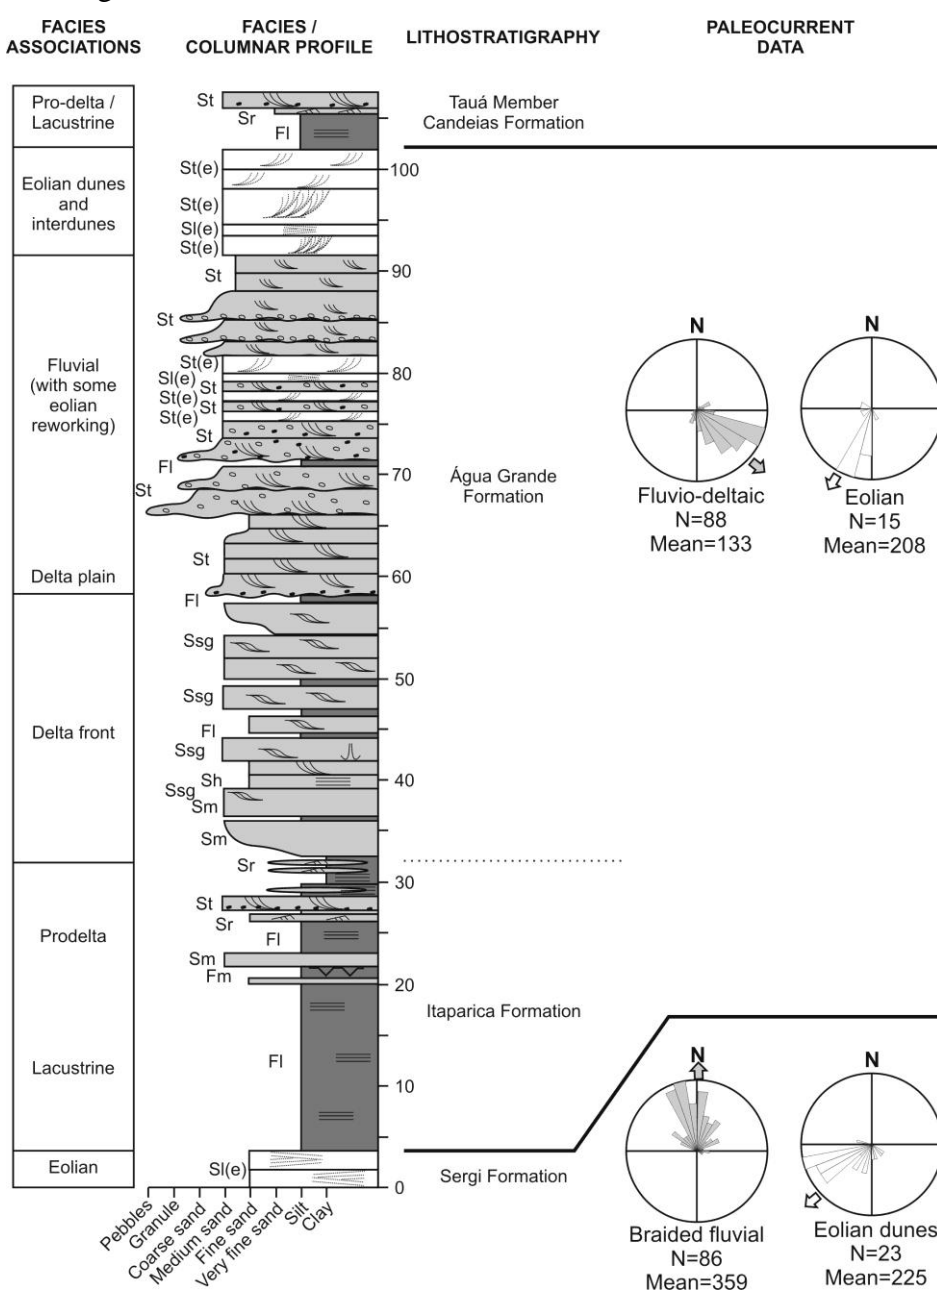 FACIES
ASSOCIATIONS
FACIES /
COLUMNAR PROFILE
LITHOSTRATIGRAPHY
PALEOCURRENT
DATA
Pro-delta /
Lacustrine
Eolian dunes
and
interdunes
Fluvial
(with some
eolian
reworking)
Delta plain
Delta front
Prodelta
Lacustrine
Eolian
St
Sr
Fl
St(e)
St(e)
Sl(e)
St(e)
St
St
St(e)
Sl(e)
St
St(e)
St
St(e)
St
Fl
St
St
Fl
Ssg
Ssg
Fl
Ssg
Sh
Ssg
Sm
Sm
Sr
St
Sr
Fl
Sm
Fm
Fl
Sl(e)
100
90
80
70
60
50
40
30
20
10
0
Pebbles
Granule
Coarse sand
Medium sand
Fine sand
Very fine sand
Silt
Clay
Tauá Member
Candeias Formation
Água Grande
Formation
Itaparica Formation
Sergi Formation
N
Fluvio-deltaic
N=88
Mean=133
N
Eolian
N=15
Mean=208
N
Braided fluvial
N=86
Mean=359
N
Eolian dunes
N=23
Mean=225